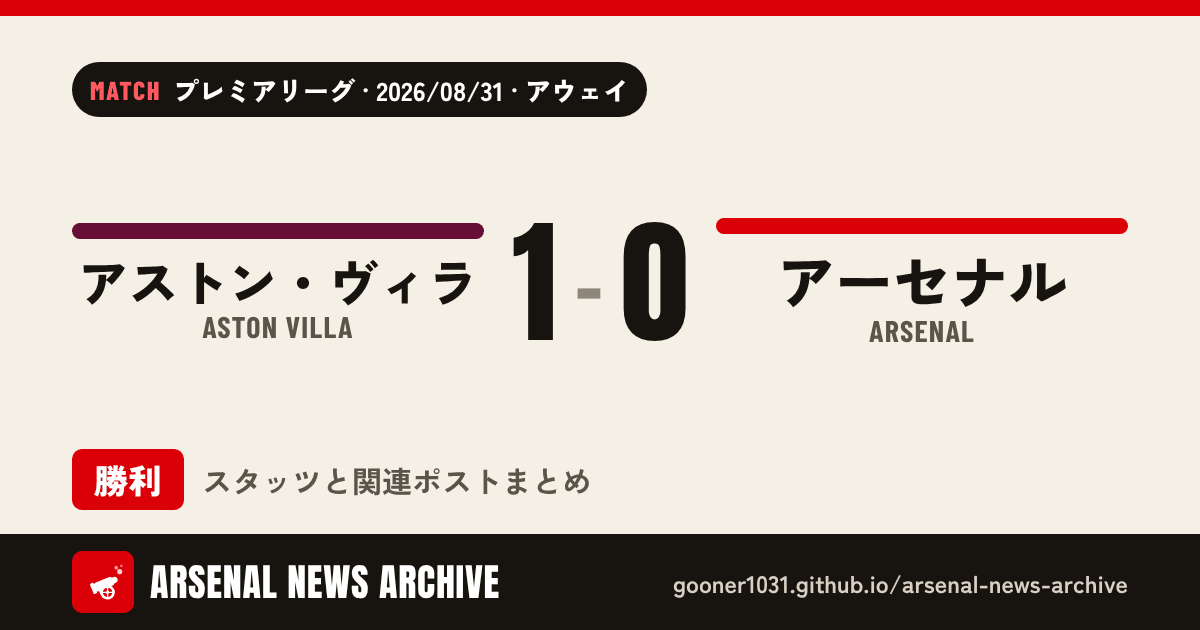 MATCH プレミアリーグ · 2026/08/31 · アウェイ
アストン・ヴィラ 1 - 0 アーセナル
ASTON VILLA ARSENAL
勝利 スタッツと関連ポストまとめ
ARSENAL NEWS ARCHIVE gooner1031.github.io/arsenal-news-archive